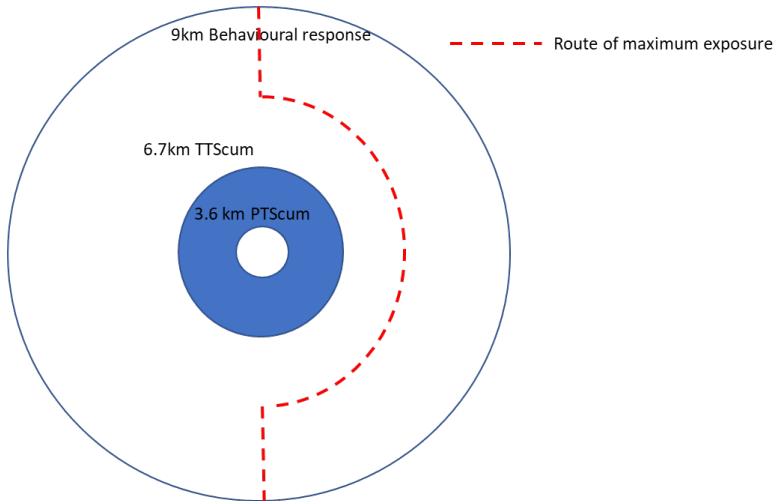 9km Behavioural response
Route of maximum exposure
6.7km TTScum
3.6 km PTScum